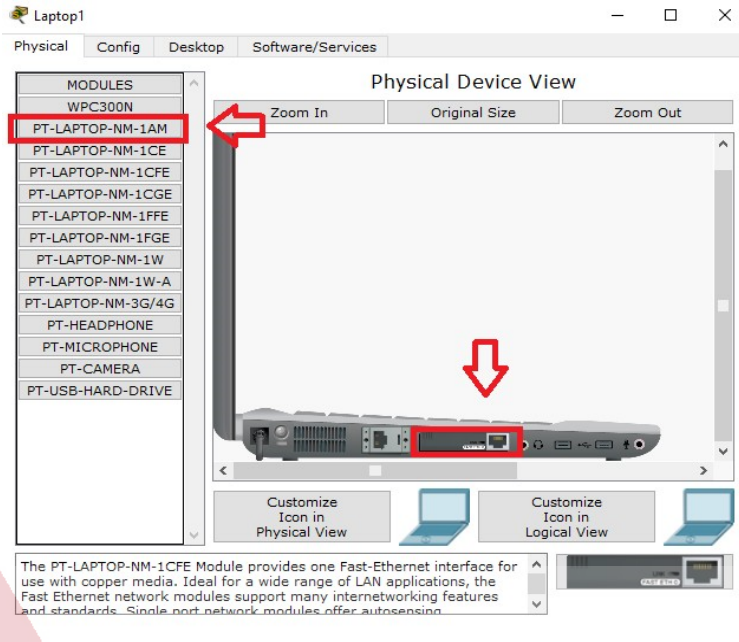 Laptop1
Physical Config Desktop Software/Services
MODULES
WPC300N
PT-LAPTOP-NM-1AM
PT-LAPTOP-NM-1CE
PT-LAPTOP-NM-1CFE
PT-LAPTOP-NM-1CGE
PT-LAPTOP-NM-1FFE
PT-LAPTOP-NM-1FGE
PT-LAPTOP-NM-1W
PT-LAPTOP-NM-1W-A
PT-LAPTOP-NM-3G/4G
PT-HEADPHONE
PT-MICROPHONE
PT-CAMERA
PT-USB-HARD-DRIVE
Physical Device View
Zoom In Original Size Zoom Out
Customize
Icon in
Physical View
Customize
Icon in
Logical View
The PT-LAPTOP-NM-1CFE Module provides one Fast-Ethernet interface for
use with copper media. Ideal for a wide range of LAN applications, the
Fast Ethernet network modules support many internetworking features
and standards. Single port network modules offer autosensing
FAST ETH 0